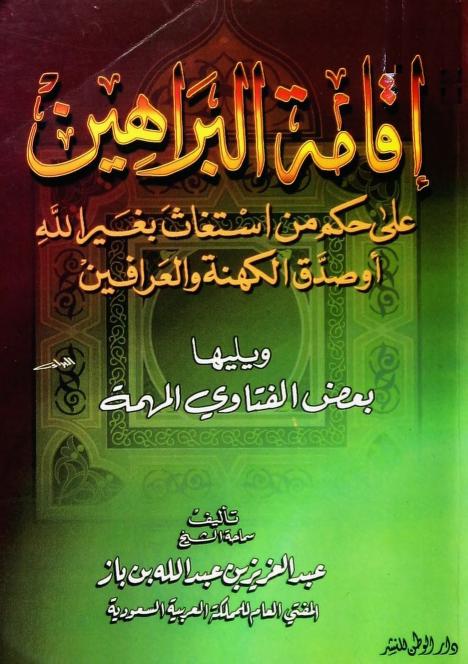 إقامة البراهين
على حكم من استغاث بغير الله
أو صدق الكهنة والعرافين
ويليها
بعض الفتاوي المهمة
تأليف
سماحة الشيخ
عبد العزيز بن عبد الله بن باز
المفتي العام للمملكة العربية السعودية
دار الوطن للنشر